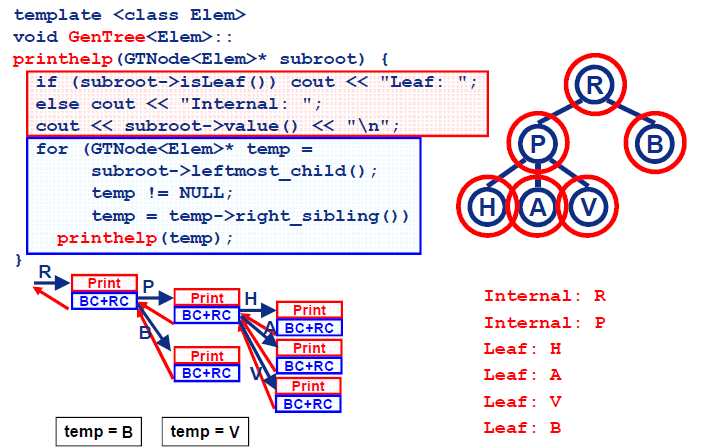 template <class Elem>
void GenTree<Elem>::
printhelp(GTNode<Elem>* subroot) {
if (subroot->isLeaf()) cout << "Leaf: ";
else cout << "Internal: ";
cout << subroot->value() << "\n";
for (GTNode<Elem>* temp =
subroot->leftmost_child();
temp != NULL;
temp = temp->right_sibling())
printhelp(temp);
}
R
P
B
H
A
V
R
Print
BC+RC
P
Print
BC+RC
H
Print
BC+RC
A
Print
BC+RC
V
Print
BC+RC
B
Print
BC+RC
Internal: R
Internal: P
Leaf: H
Leaf: A
Leaf: V
Leaf: B
temp = B
temp = V